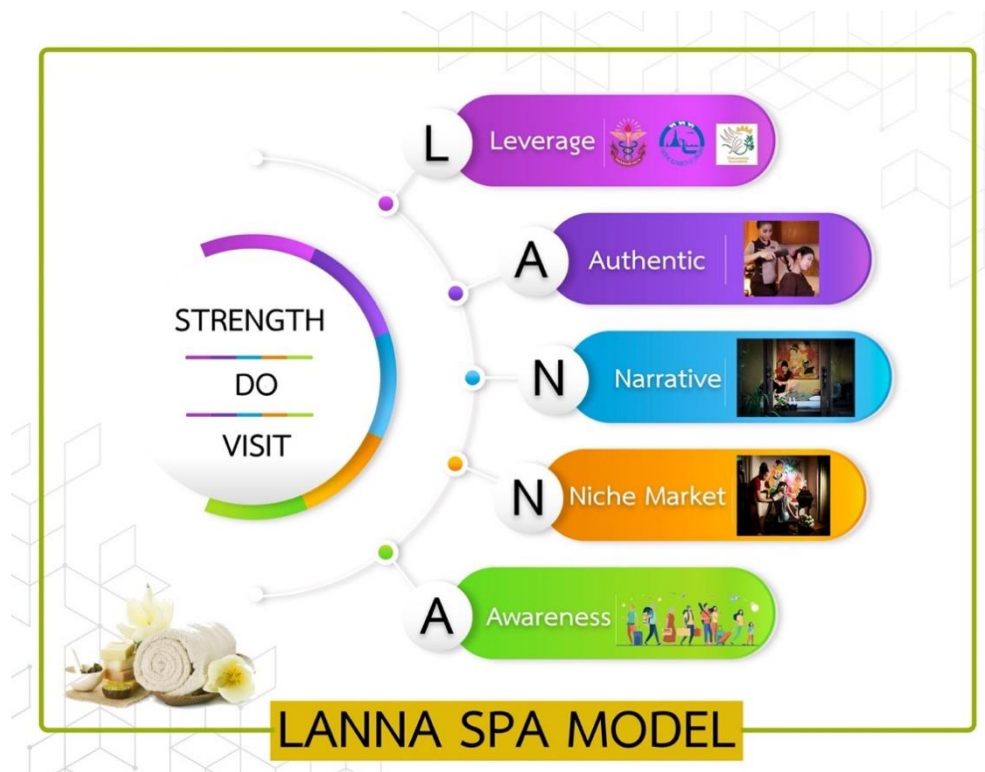 L
Leverage
A
Authentic
STRENGTH
DO
VISIT
N
Narrative
N
Niche Market
A
Awareness
LANNA SPA MODEL